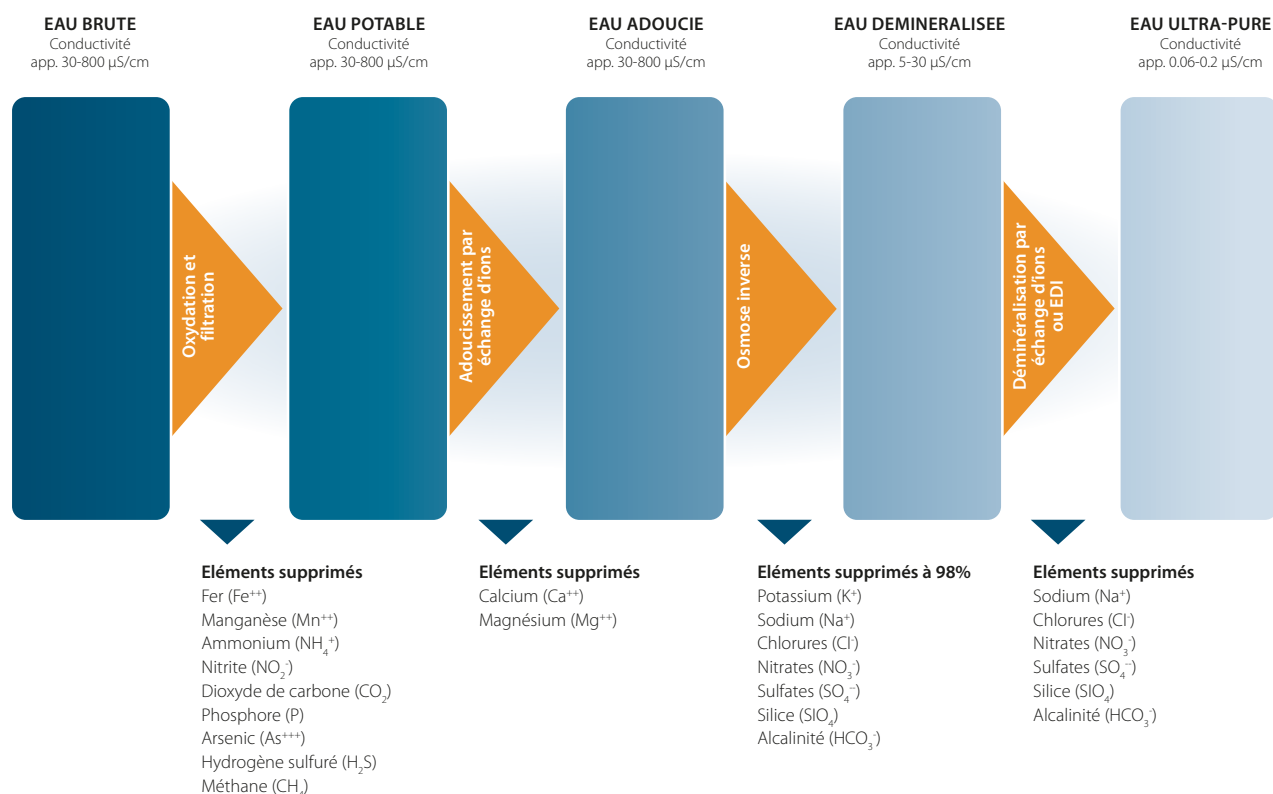 EAU BRUTE
Conductivité
app. 30-800 µS/cm
EAU POTABLE
Conductivité
app. 30-800 µS/cm
EAU ADOUCIE
Conductivité
app. 30-800 µS/cm
EAU DEMINERALISEE
Conductivité
app. 5-30 µS/cm
EAU ULTRA-PURE
Conductivité
app. 0.06-0.2 µS/cm
Oxydation et
filtration
Adoucissement par
échange d'ions
Osmose inverse
Déminéralisation par
échange d'ions
ou EDI
Eléments supprimés
Fer (Fe⁺⁺)
Manganèse (Mn⁺⁺)
Ammonium (NH₄⁺)
Nitrite (NO₂⁻)
Dioxyde de carbone (CO₂)
Phosphore (P)
Arsenic (As⁺⁺⁺)
Hydrogène sulfuré (H₂S)
Méthane (CH₄)
Eléments supprimés
Calcium (Ca⁺⁺)
Magnésium (Mg⁺⁺)
Eléments supprimés à 98%
Potassium (K⁺)
Sodium (Na⁺)
Chlorures (Cl⁻)
Nitrates (NO₃⁻)
Sulfates (SO₄⁻⁻)
Silice (SIO₄)
Alcalinité (HCO₃⁻)
Eléments supprimés
Sodium (Na⁺)
Chlorures (Cl⁻)
Nitrates (NO₃⁻)
Sulfates (SO₄⁻⁻)
Silice (SIO₄)
Alcalinité (HCO₃⁻)